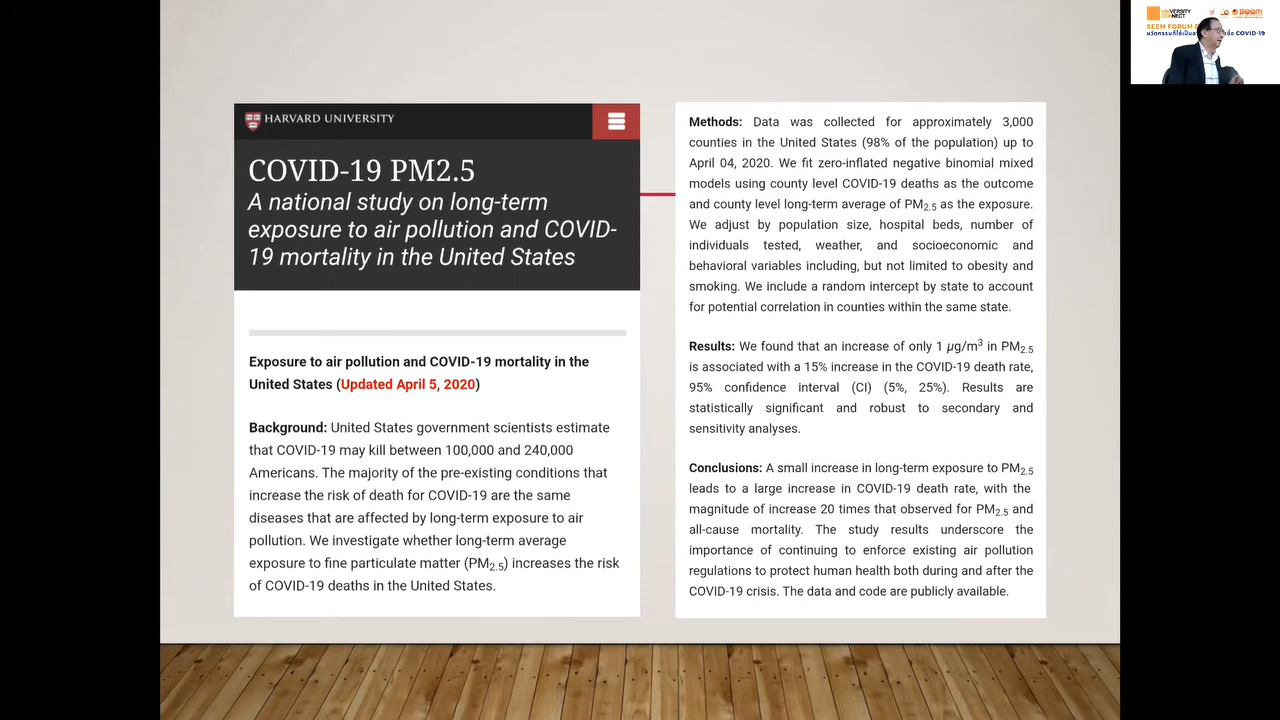 HARVARD UNIVERSITY
COVID-19 PM2.5
A national study on long-term
exposure to air pollution and COVID-
19 mortality in the United States
Exposure to air pollution and COVID-19 mortality in the
United States (Updated April 5, 2020)
Background: United States government scientists estimate
that COVID-19 may kill between 100,000 and 240,000
Americans. The majority of the pre-existing conditions that
increase the risk of death for COVID-19 are the same
diseases that are affected by long-term exposure to air
pollution. We investigate whether long-term average
exposure to fine particulate matter (PM2.5) increases the risk
of COVID-19 deaths in the United States.
Methods: Data was collected for approximately 3,000
counties in the United States (98% of the population) up to
April 04, 2020. We fit zero-inflated negative binomial mixed
models using county level COVID-19 deaths as the outcome
and county level long-term average of PM2.5 as the exposure.
We adjust by population size, hospital beds, number of
individuals tested, weather, and socioeconomic and
behavioral variables including, but not limited to obesity and
smoking. We include a random intercept by state to account
for potential correlation in counties within the same state.
Results: We found that an increase of only 1 μg/m3 in PM2.5
is associated with a 15% increase in the COVID-19 death rate,
95% confidence interval (CI) (5%, 25%). Results are
statistically significant and robust to secondary and
sensitivity analyses.
Conclusions: A small increase in long-term exposure to PM2.5
leads to a large increase in COVID-19 death rate, with the
magnitude of increase 20 times that observed for PM2.5 and
all-cause mortality. The study results underscore the
importance of continuing to enforce existing air pollution
regulations to protect human health both during and after the
COVID-19 crisis. The data and code are publicly available.
UNIVERSITY
CONNECT
seem
SEEM FORUM
COVID-19